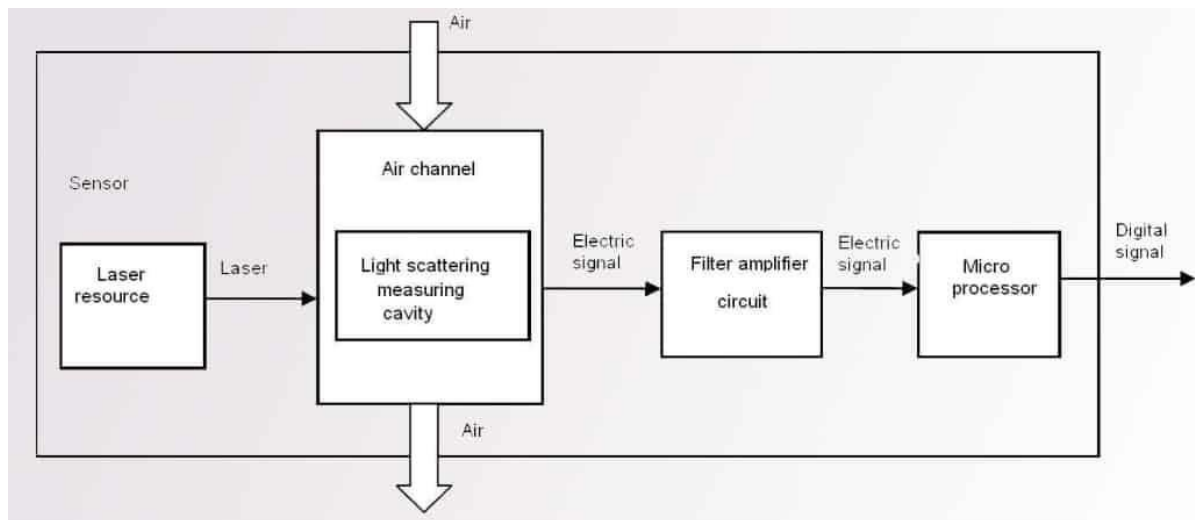 Air
Air channel
Sensor
Laser
resource
Laser
Light scattering
measuring
cavity
Electric
signal
Filter amplifier
circuit
Electric
signal
Micro
processor
Digital
signal
Air